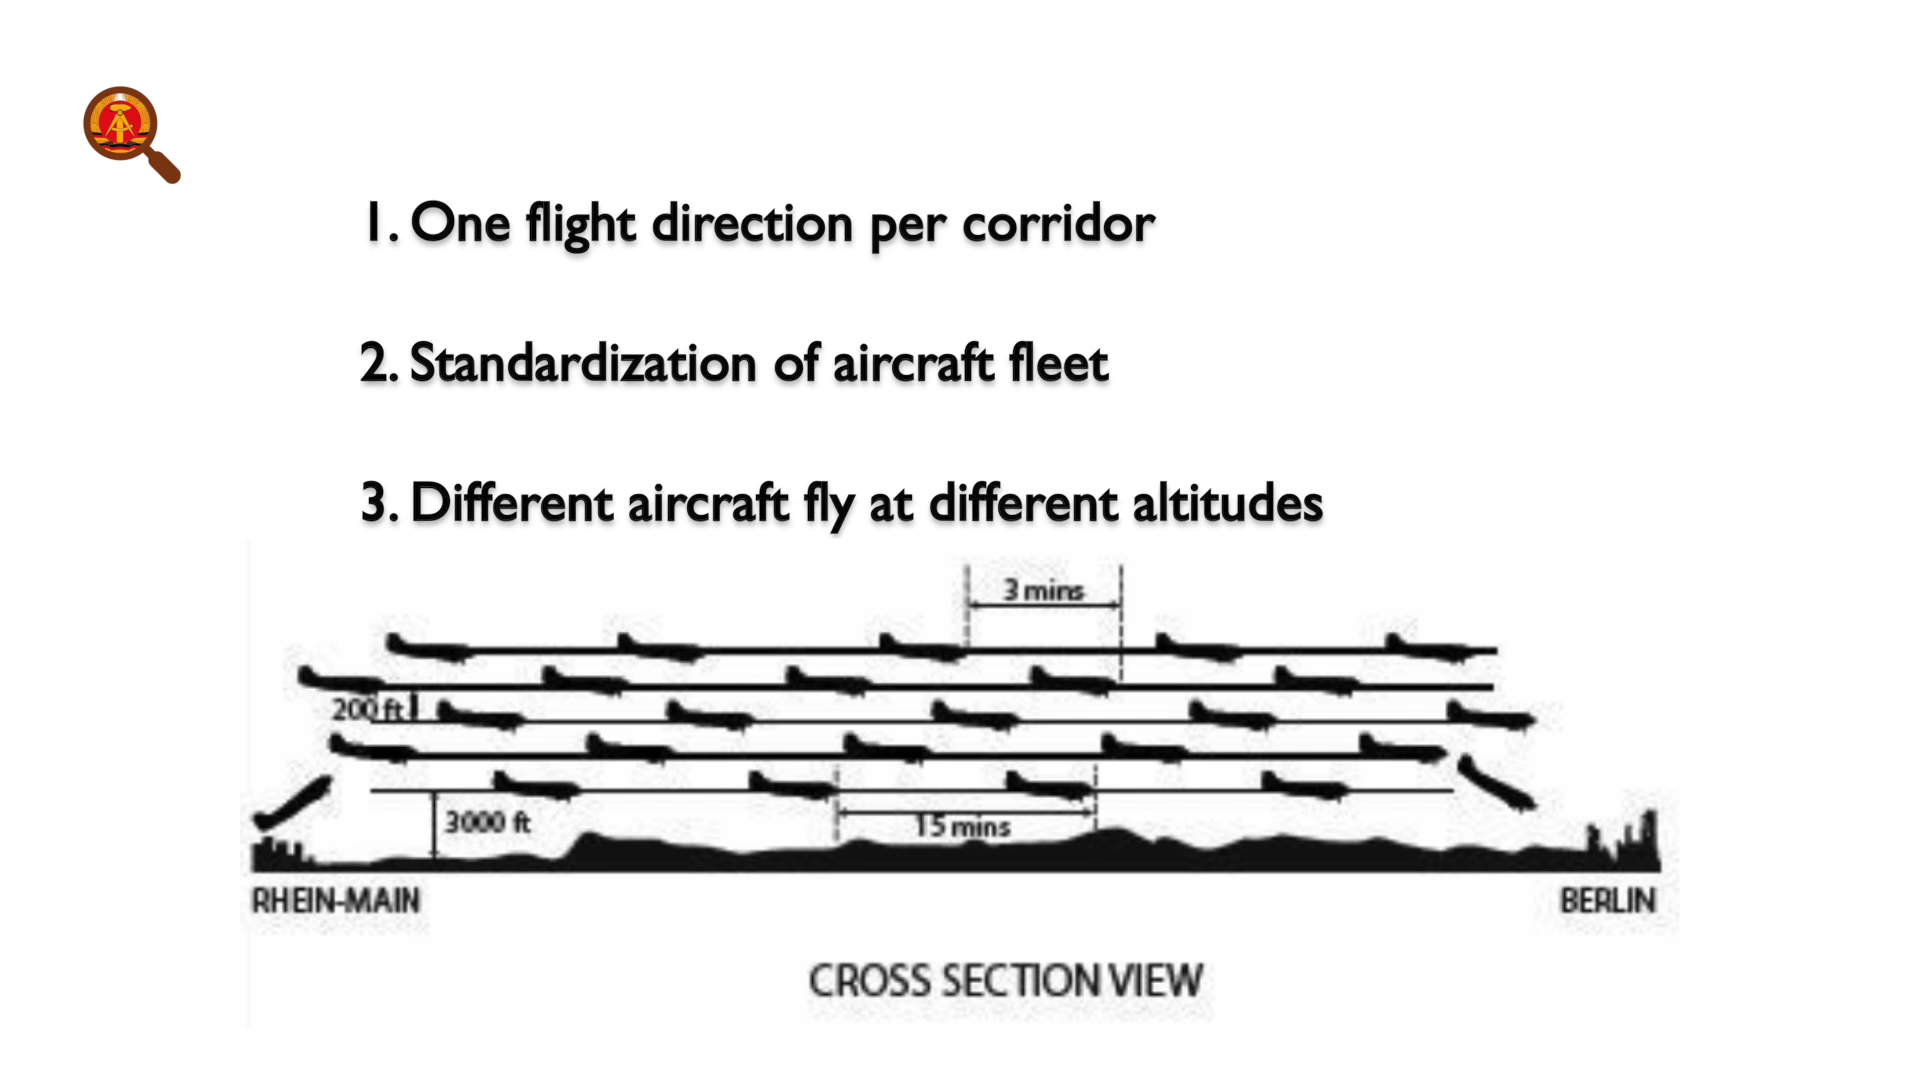 1. One flight direction per corridor
2. Standardization of aircraft fleet
3. Different aircraft fly at different altitudes
3 mins
200 ft
3000 ft
15 mins
RHEIN-MAIN
BERLIN
CROSS SECTION VIEW